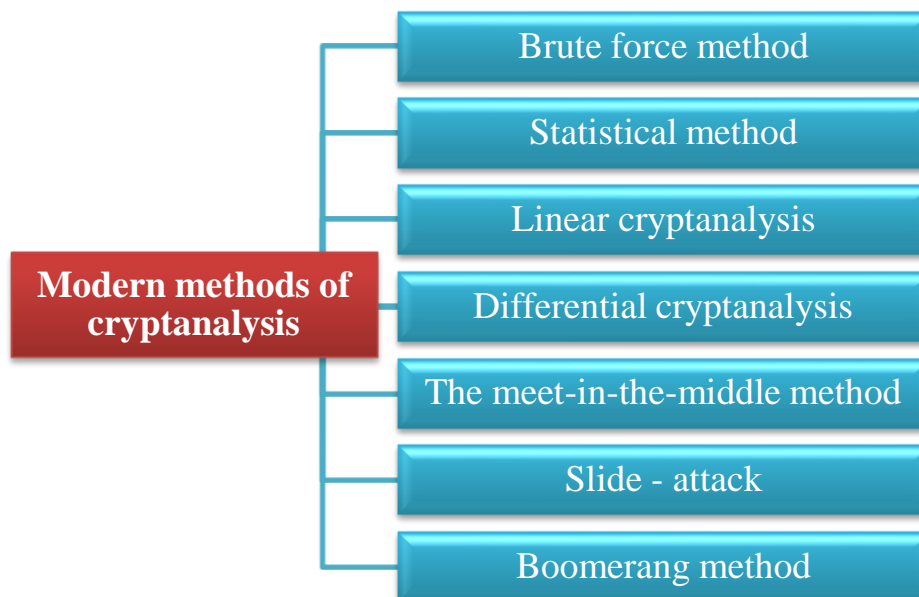 Brute force method
Statistical method
Linear cryptanalysis
Modern methods of
cryptanalysis
Differential cryptanalysis
The meet-in-the-middle method
Slide - attack
Boomerang method